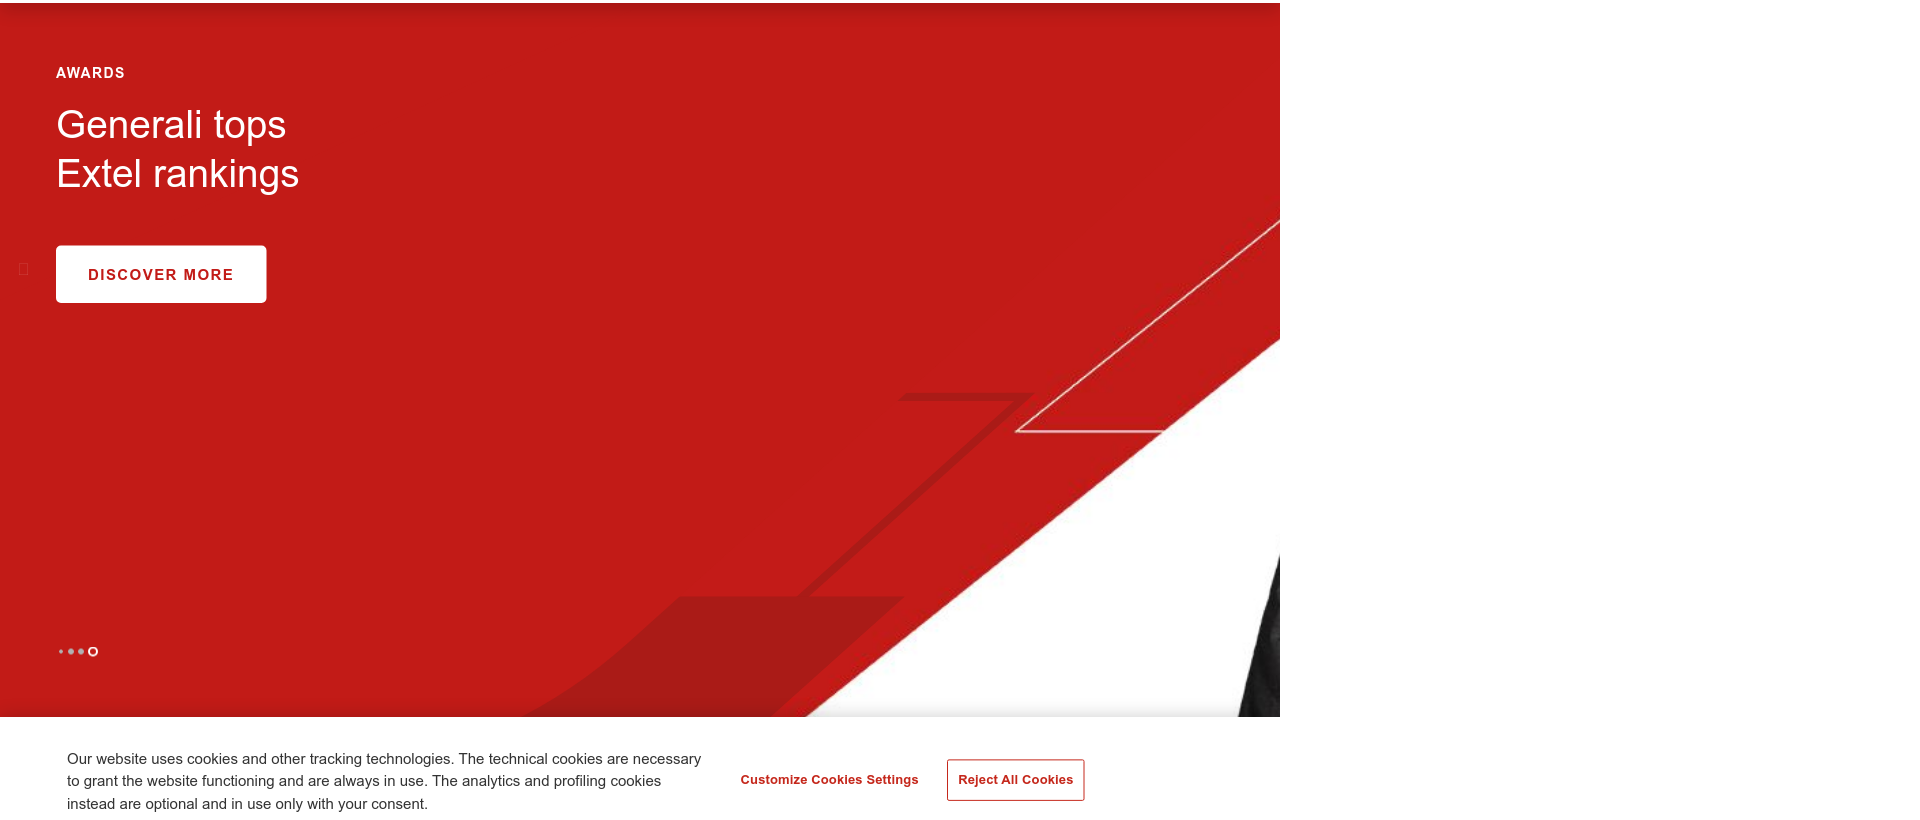 AWARDS
Generali tops
Extel rankings
DISCOVER MORE
Our website uses cookies and other tracking technologies. The technical cookies are necessary
to grant the website functioning and are always in use. The analytics and profiling cookies
instead are optional and in use only with your consent.
Customize Cookies Settings
Reject All Cookies